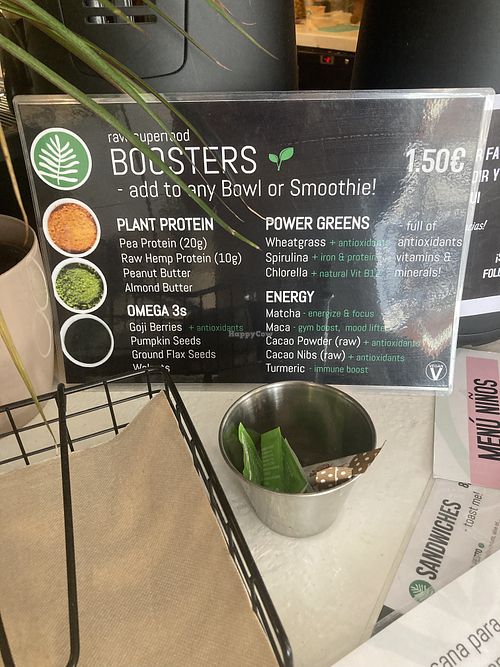 raw superfood
BOOSTERS
1.50€
- add to any Bowl or Smoothie!
PLANT PROTEIN
Pea Protein (20g)
Raw Hemp Protein (10g)
Peanut Butter
Almond Butter
OMEGA 3s
Goji Berries + antioxidants
Pumpkin Seeds
Ground Flax Seeds
Walnuts
POWER GREENS - full of
Wheatgrass + antioxidants antioxidants
Spirulina + iron & protein vitamins &
Chlorella + natural Vit B12 minerals!
ENERGY
Matcha - energize & focus
Maca - gym boost, mood lifter
Cacao Powder (raw) + antioxidants
Cacao Nibs (raw) + antioxidants
Turmeric - immune boost
HappyCow
MENÚ NIÑOS
SANDWICHES
- toast me!